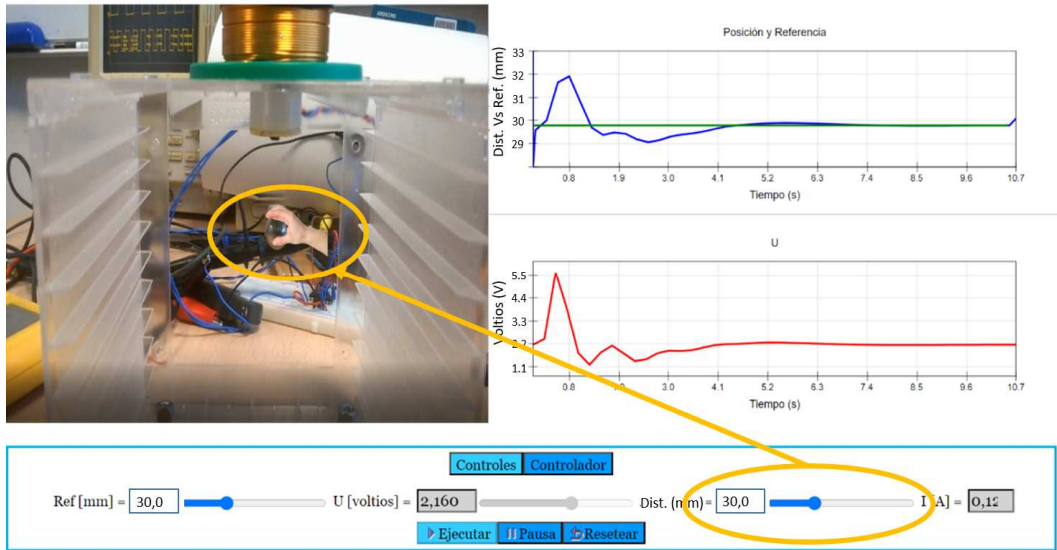 Posición y Referencia
Dist. Vs Ref. (mm)
33
32
31
30
29
0.8 1.9 3.0 4.1 5.2 6.3 7.4 8.5 9.6 10.7
Tiempo (s)
U
Voltios (V)
5.5
4.4
3.3
2.2
1.1
0.8 1.9 3.0 4.1 5.2 6.3 7.4 8.5 9.6 10.7
Tiempo (s)
Controles Controlador
Ref [mm] = 30,0 U [voltios] = 2,160 Dist. (mm) = 30,0 I [A] = 0,12
Ejecutar Pausa Resetear